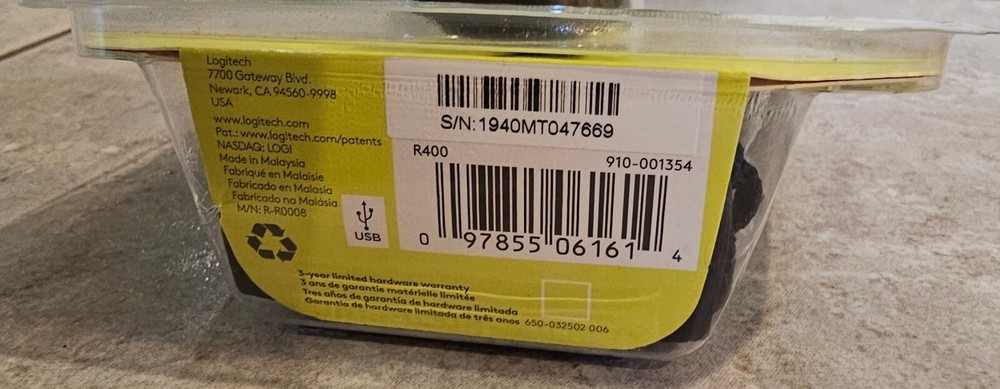 Logitech
7700 Gateway Blvd.
Newark, CA 94560-9998
USA
www.logitech.com
Pat.: www.logitech.com/patents
NASDAQ: LOGI
Made in Malaysia
Fabriqué en Malaisie
Fabricado en Malasia
Fabricado na Malásia
M/N: R-R0008
USB
S/N: 1940MT047669
R400 910-001354
0 97855 06161 4
3-year limited hardware warranty
3 ans de garantie matérielle limitée
Tres años de garantía de hardware limitada
Garantia de hardware limitada de três anos 650-032502 006